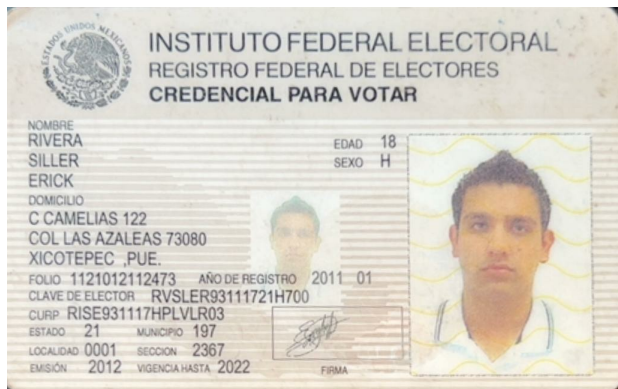 ESTADOS UNIDOS MEXICANOS
INSTITUTO FEDERAL ELECTORAL
REGISTRO FEDERAL DE ELECTORES
CREDENCIAL PARA VOTAR
NOMBRE
RIVERA
SILLER
ERICK
EDAD 18
SEXO H
DOMICILIO
C CAMELIAS 122
COL LAS AZALEAS 73080
XICOTEPEC ,PUE.
FOLIO 1121012112473 AÑO DE REGISTRO 2011 01
CLAVE DE ELECTOR RVSLER93111721H700
CURP RISE931117HPLVLR03
ESTADO 21 MUNICIPIO 197
LOCALIDAD 0001 SECCION 2367
EMISIÓN 2012 VIGENCIA HASTA 2022
FIRMA